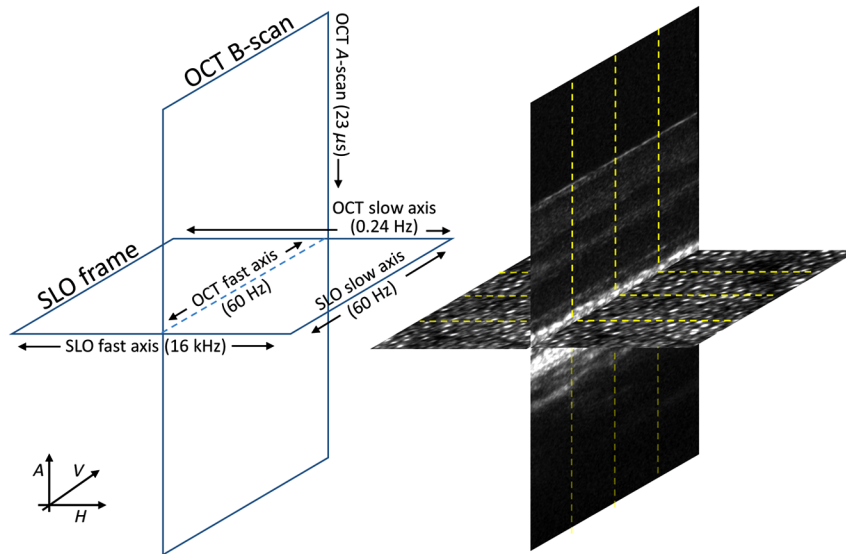 OCT B-scan
OCT A-scan (23 µs)
OCT slow axis
(0.24 Hz)
SLO frame
OCT fast axis
(60 Hz)
SLO slow axis
(60 Hz)
SLO fast axis (16 kHz)
A
V
H